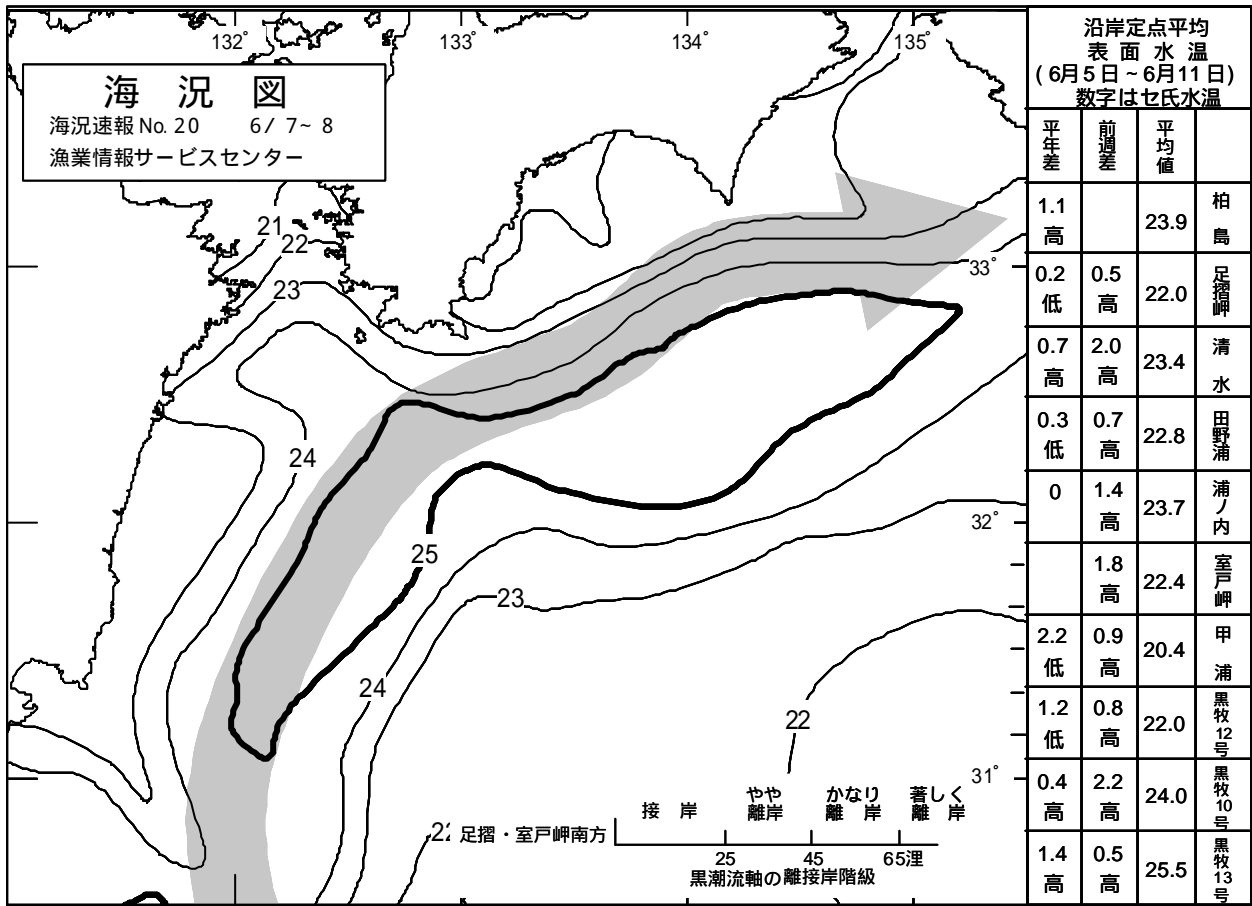 132°
133°
134°
135°
海況図
海況速報 No. 20 6/ 7~ 8
漁業情報サービスセンター
21
22
23
24
25
23
24
22
33°
32°
31°
足摺・室戸岬南方
接岸
やや離岸
かなり離岸
著しく離岸
25 45 65浬
黒潮流軸の離接岸階級
沿岸定点平均
表面水温
(6月5日~6月11日)
数字はセ氏水温
平年差 前週差 平均値
1.1高 23.9 柏島
0.2低 0.5高 22.0 足摺岬
0.7高 2.0高 23.4 清水
0.3低 0.7高 22.8 田野浦
0 1.4高 23.7 浦ノ内
1.8高 22.4 室戸岬
2.2低 0.9高 20.4 甲浦
1.2低 0.8高 22.0 黒牧12号
0.4高 2.2高 24.0 黒牧10号
1.4高 0.5高 25.5 黒牧13号